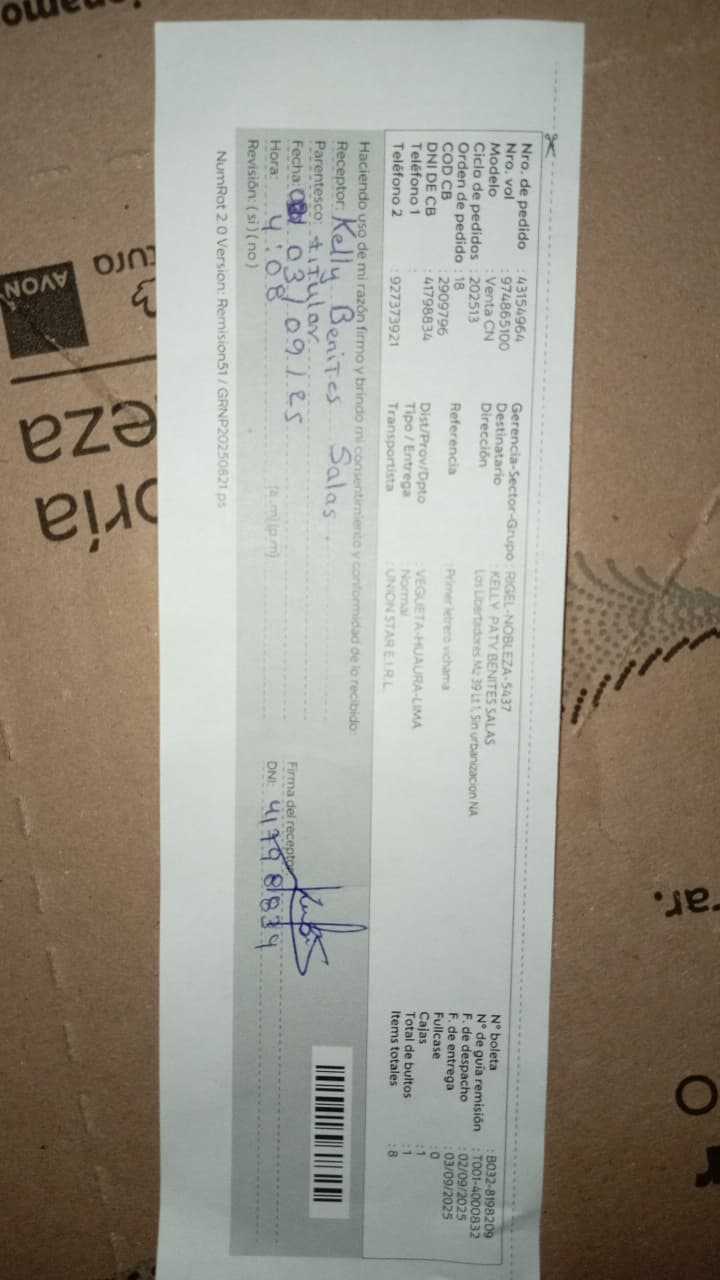 Nro. de pedido : 43154964
Nro. vol : 974865100
Modelo : Venta CN
Ciclo de pedidos : 202513
Orden de pedido : 18
COD CB : 2909796
DNI DE CB : 41798834
Teléfono 1 :
Teléfono 2 : 927373921
Gerencia-Sector-Grupo : RIGEL-NOBLEZA-5437
Destinatario : KELLY PATY BENITES SALAS
Dirección : Los Libertadores Mz 39 Lt 1, Sin urbanizacion NA
Referencia : Primer letrero vichama
Dist/Prov/Dpto : VEGUETA-HUAURA-LIMA
Tipo / Entrega : Normal
Transportista : UNION STAR E.I.R.L
N° boleta : B032-8198209
N° de guía remisión : T001-4000832
F. de despacho : 02/09/2025
F. de entrega : 03/09/2025
Fullcase : 0
Cajas : 1
Total de bultos : 1
Items totales : 8
Haciendo uso de mi razón firmo y brindo mi consentimiento y conformidad de lo recibido:
Receptor: Kelly Benites Salas.
Parentesco: titular
Fecha: 03/09/25
Hora: 4:08 (a.m) (p.m)
Revisión: ( si ) ( no )
Firma del receptor:
DNI: 41798834
NumRot 2.0 Version: Remision51 / GRNP20250821.ps
AVON